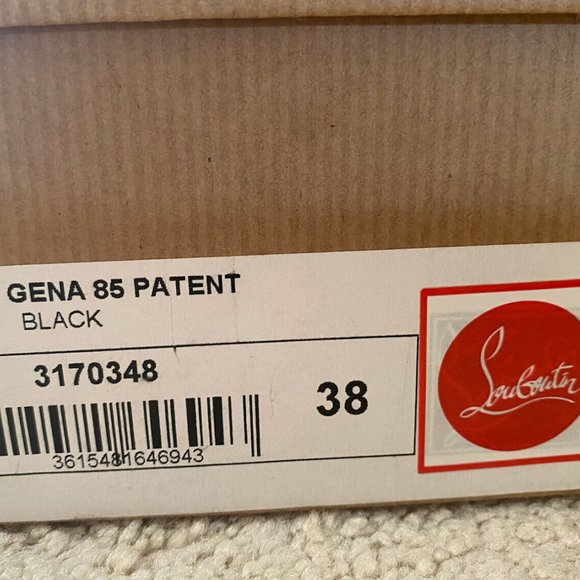 GENA 85 PATENT
BLACK
3170348
38
3615481646943
Louboutin